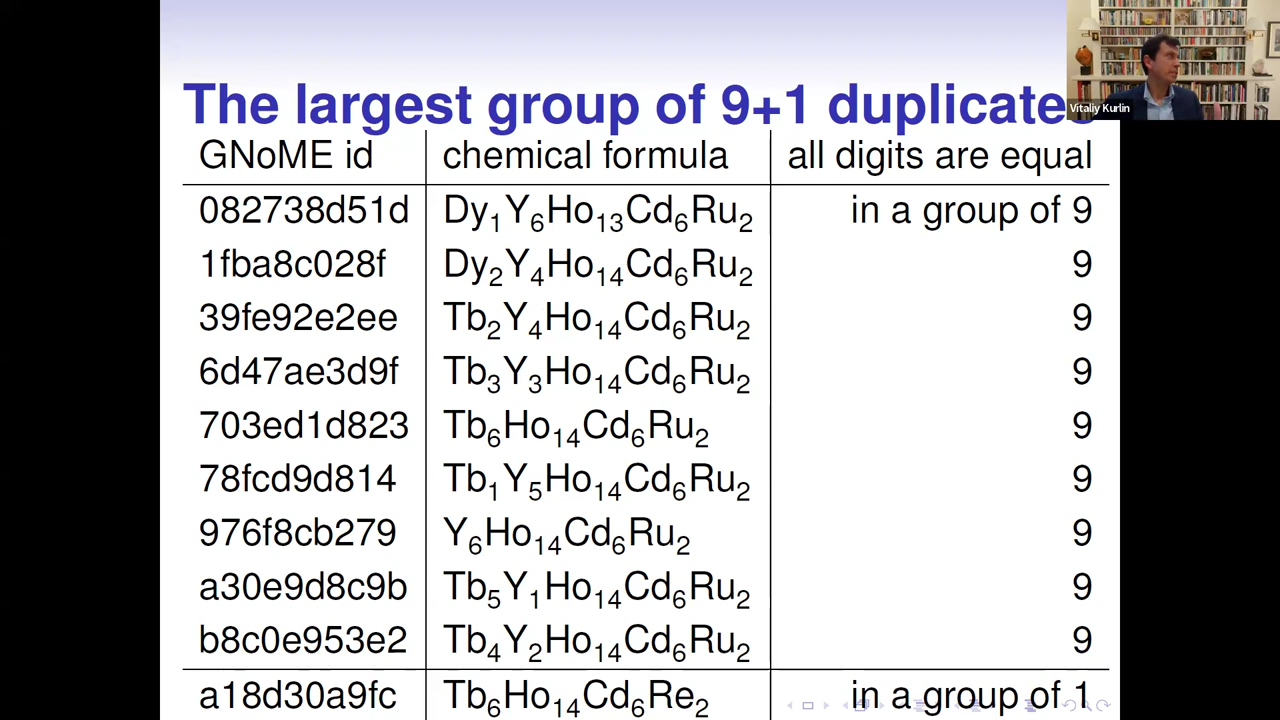 The largest group of 9+1 duplicates
Vitaliy Kurlin
GNoME id chemical formula all digits are equal
082738d51d Dy₁Y₆Ho₁₃Cd₆Ru₂ in a group of 9
1fba8c028f Dy₂Y₄Ho₁₄Cd₆Ru₂ 9
39fe92e2ee Tb₂Y₄Ho₁₄Cd₆Ru₂ 9
6d47ae3d9f Tb₃Y₃Ho₁₄Cd₆Ru₂ 9
703ed1d823 Tb₆Ho₁₄Cd₆Ru₂ 9
78fcd9d814 Tb₁Y₅Ho₁₄Cd₆Ru₂ 9
976f8cb279 Y₆Ho₁₄Cd₆Ru₂ 9
a30e9d8c9b Tb₅Y₁Ho₁₄Cd₆Ru₂ 9
b8c0e953e2 Tb₄Y₂Ho₁₄Cd₆Ru₂ 9
a18d30a9fc Tb₆Ho₁₄Cd₆Re₂ in a group of 1